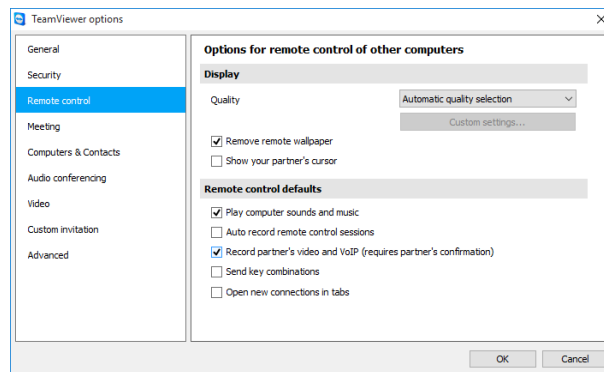 TeamViewer options
General
Security
Remote control
Meeting
Computers & Contacts
Audio conferencing
Video
Custom invitation
Advanced
Options for remote control of other computers
Display
Quality
Automatic quality selection
Custom settings...
Remove remote wallpaper
Show your partner's cursor
Remote control defaults
Play computer sounds and music
Auto record remote control sessions
Record partner's video and VoIP (requires partner's confirmation)
Send key combinations
Open new connections in tabs
OK Cancel